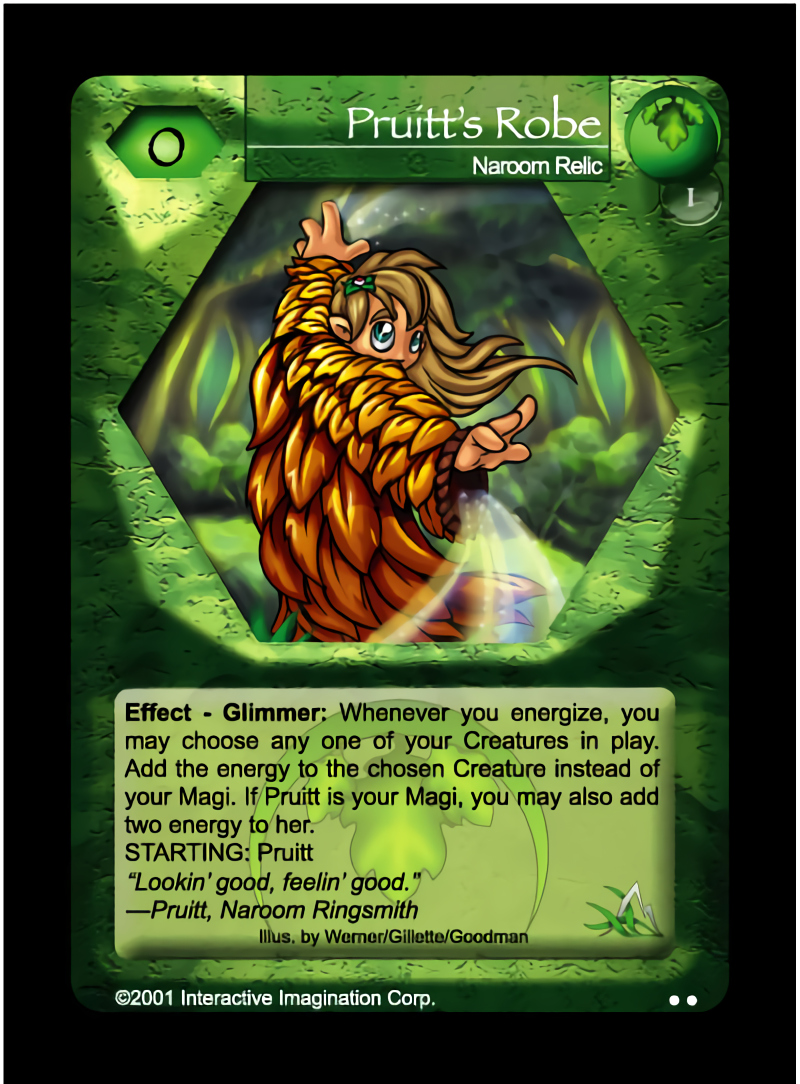 0
Pruitt's Robe
Naroom Relic
I
Effect - Glimmer: Whenever you energize, you
may choose any one of your Creatures in play.
Add the energy to the chosen Creature instead of
your Magi. If Pruitt is your Magi, you may also add
two energy to her.
STARTING: Pruitt
"Lookin' good, feelin' good."
—Pruitt, Naroom Ringsmith
Illus. by Werner/Gillette/Goodman
©2001 Interactive Imagination Corp.